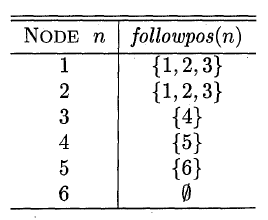 NODE n followpos(n)
1 {1, 2, 3}
2 {1, 2, 3}
3 {4}
4 {5}
5 {6}
6 ∅